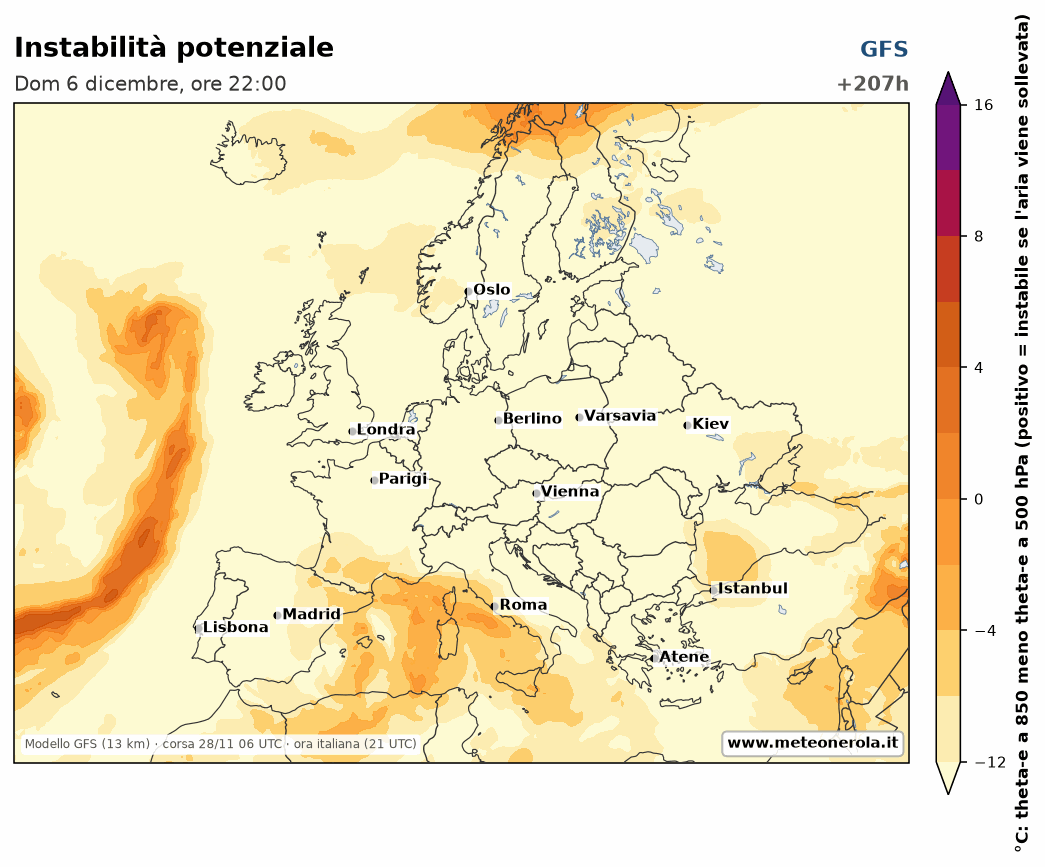 Instabilità potenziale
GFS
Dom 6 dicembre, ore 22:00
+207h
Oslo
Berlino
Varsavia
Kiev
Londra
Parigi
Vienna
Istanbul
Roma
Madrid
Lisbona
Atene
Modello GFS (13 km) · corsa 28/11 06 UTC · ora italiana (21 UTC)
www.meteonerola.it
16
8
4
0
−4
−12
°C: theta-e a 850 meno theta-e a 500 hPa (positivo = instabile se l'aria viene sollevata)